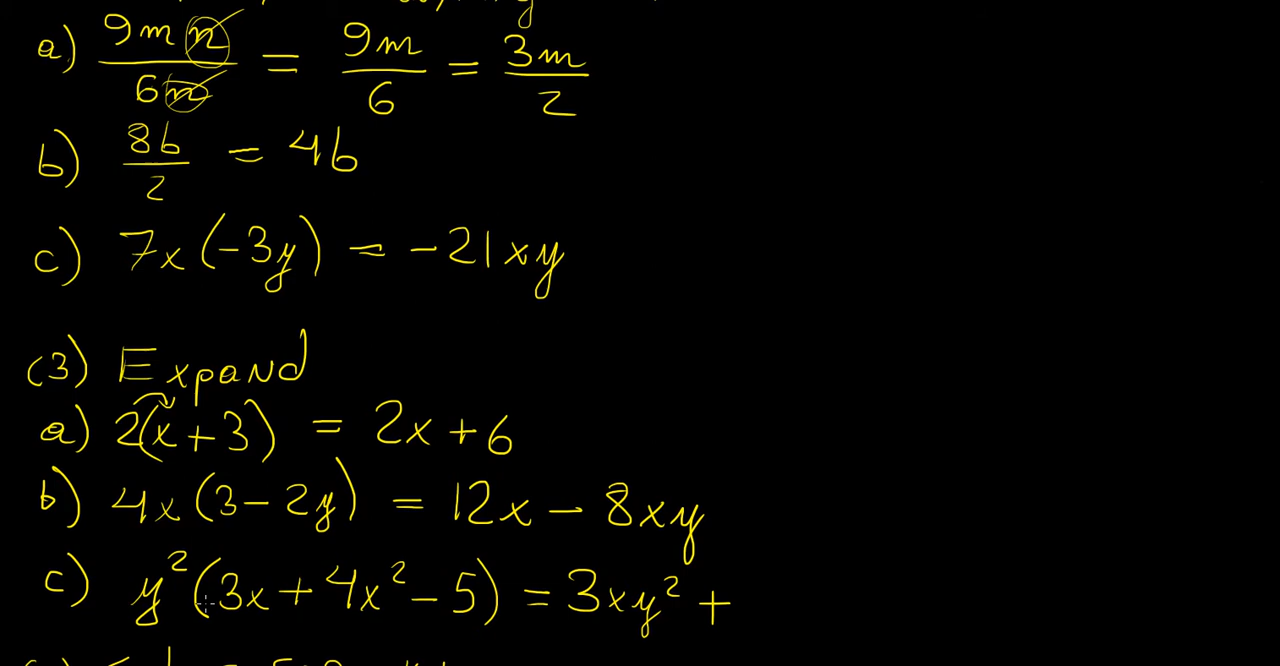 a) 9mn/6n = 9m/6 = 3m/2
b) 8b/2 = 4b
c) 7x(-3y) = -21xy
(3) Expand
a) 2(x+3) = 2x+6
b) 4x(3-2y) = 12x - 8xy
c) y²(3x+4x²-5) = 3xy² +